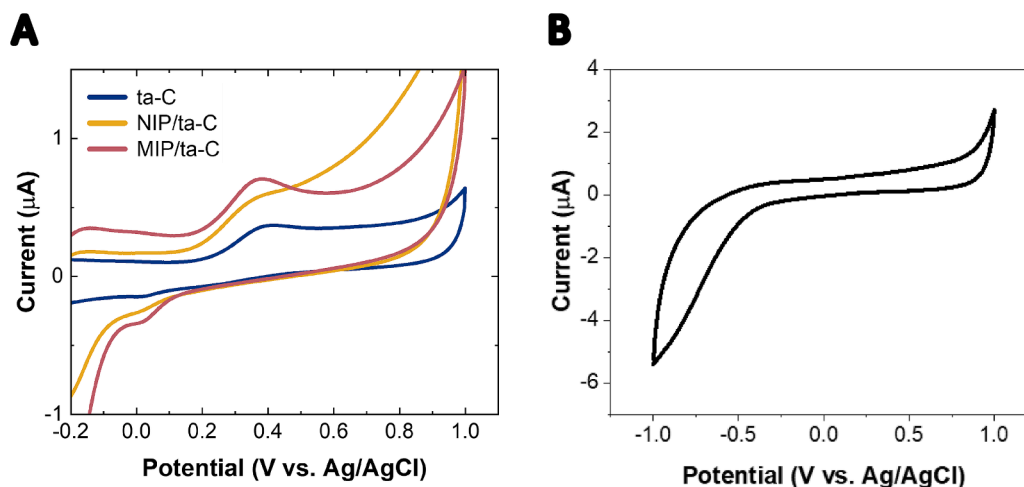 A
ta-C
NIP/ta-C
MIP/ta-C
1
0
-1
Current (µA)
-0.2 0.0 0.2 0.4 0.6 0.8 1.0
Potential (V vs. Ag/AgCl)
B
4
2
0
-2
-4
-6
Current (µA)
-1.0 -0.5 0.0 0.5 1.0
Potential (V vs. Ag/AgCl)